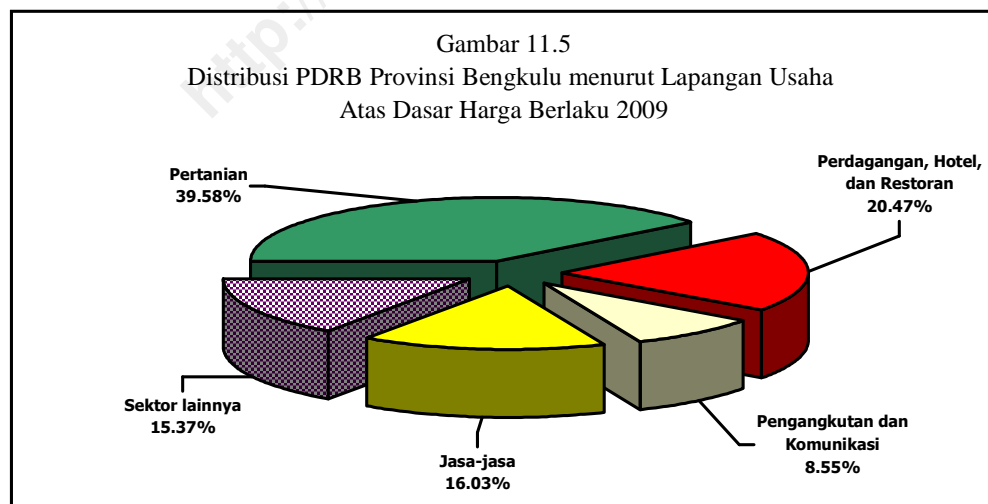 http:/
Gambar 11.5
Distribusi PDRB Provinsi Bengkulu menurut Lapangan Usaha
Atas Dasar Harga Berlaku 2009
Pertanian
39.58%
Perdagangan, Hotel,
dan Restoran
20.47%
Sektor lainnya
15.37%
Jasa-jasa
16.03%
Pengangkutan dan
Komunikasi
8.55%